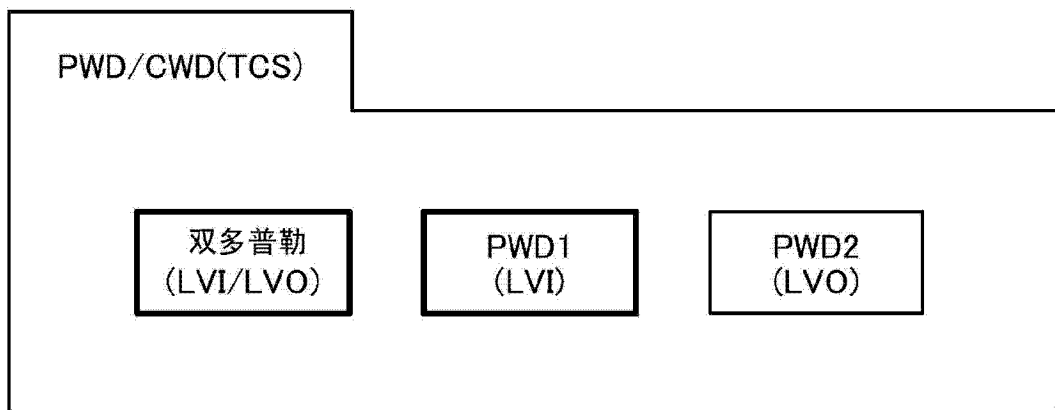 PWD/CWD(TCS)
双多普勒
(LVI/LVO)
PWD1
(LVI)
PWD2
(LVO)